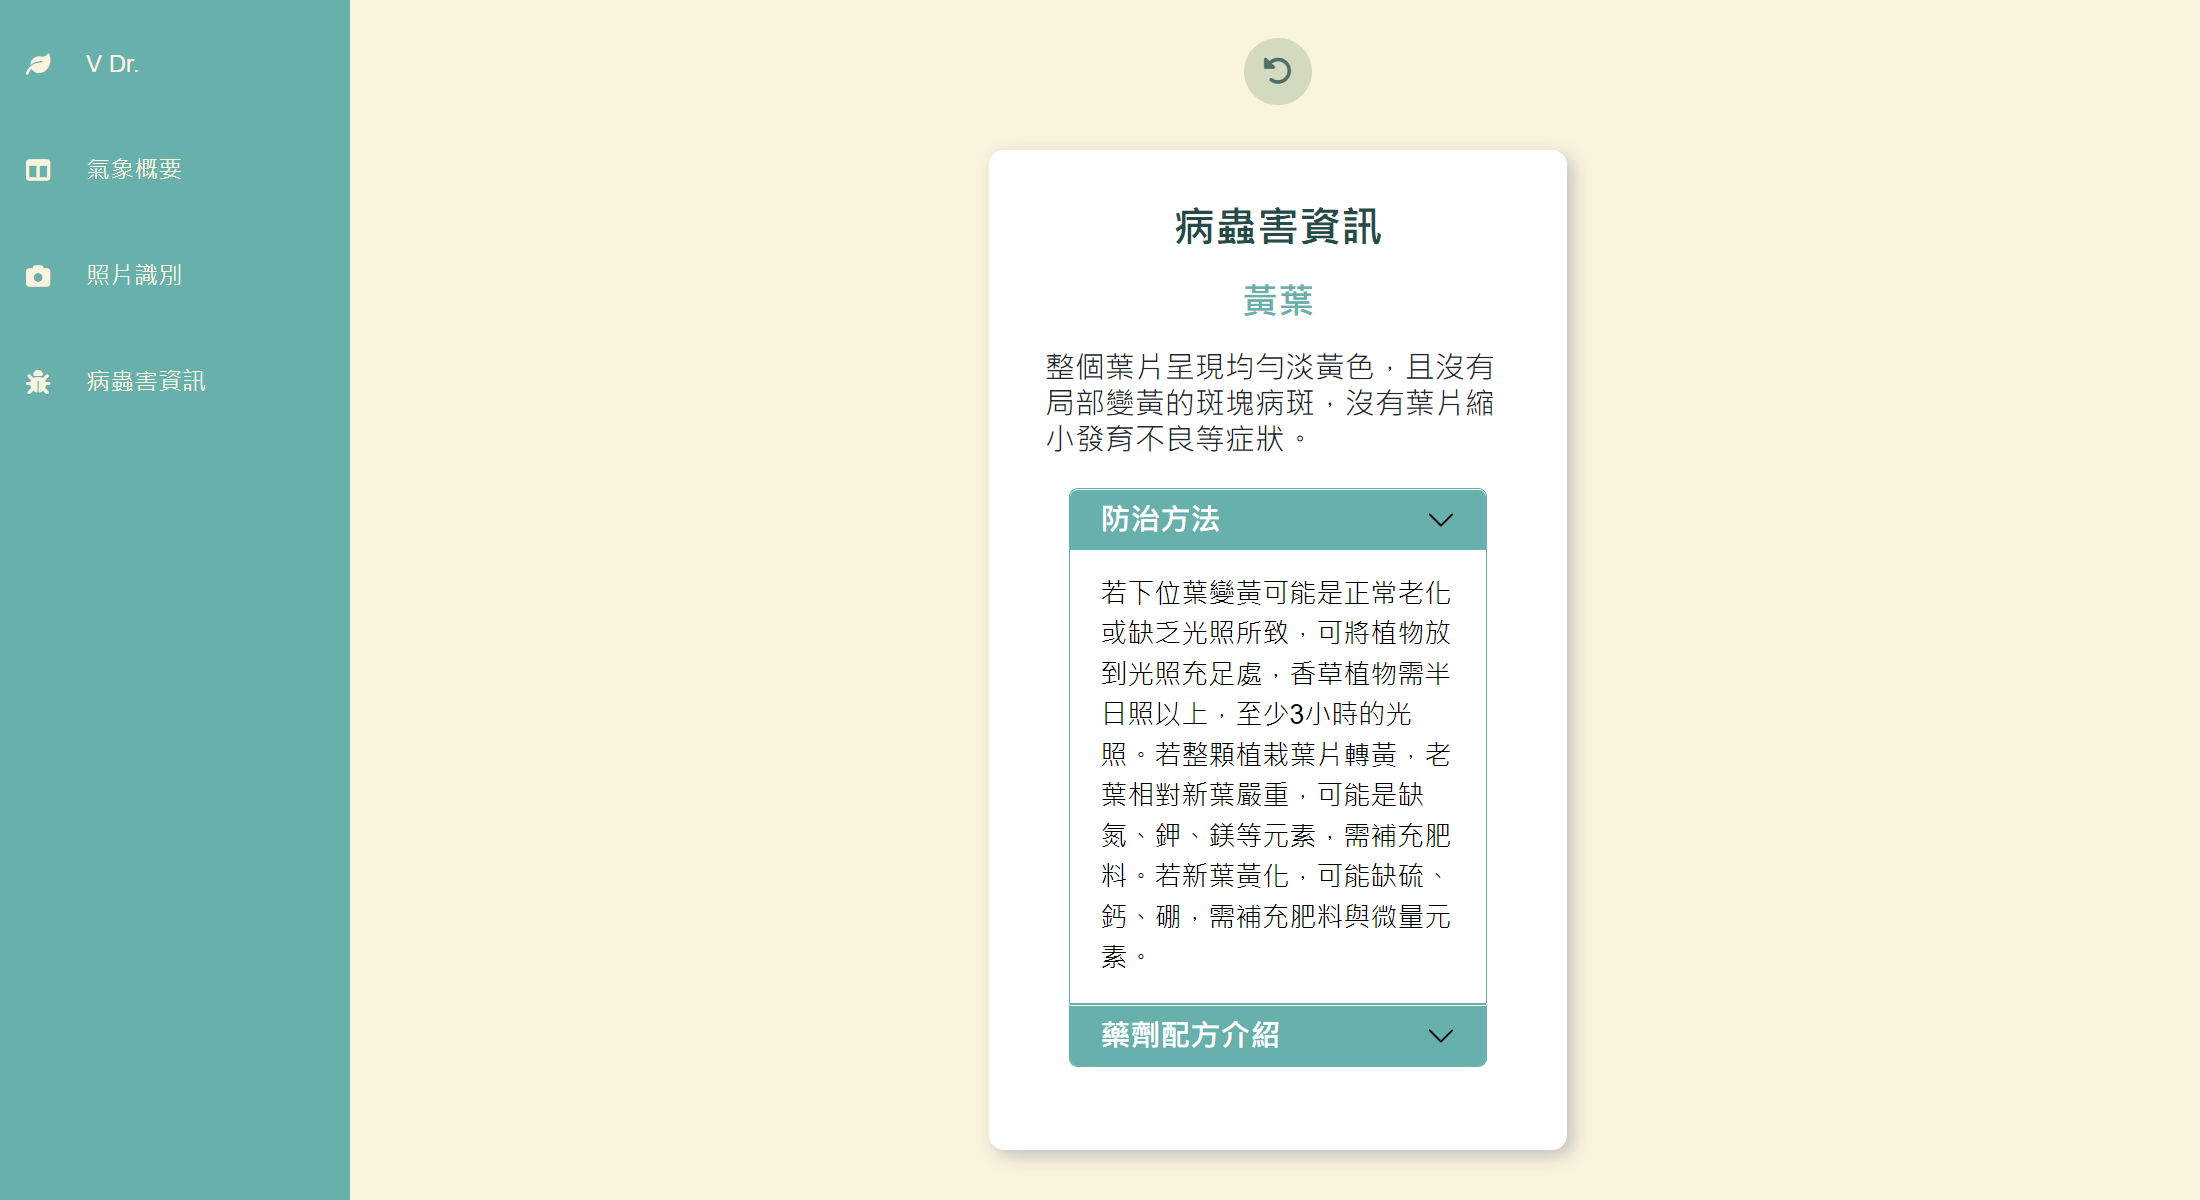 V Dr.
氣象概要
照片識別
病蟲害資訊
病蟲害資訊
黃葉
整個葉片呈現均勻淡黃色，且沒有
局部變黃的斑塊病斑，沒有葉片縮
小發育不良等症狀。
防治方法
若下位葉變黃可能是正常老化
或缺乏光照所致，可將植物放
到光照充足處，香草植物需半
日照以上，至少3小時的光
照。若整顆植栽葉片轉黃，老
葉相對新葉嚴重，可能是缺
氮、鉀、鎂等元素，需補充肥
料。若新葉黃化，可能缺硫、
鈣、硼，需補充肥料與微量元
素。
藥劑配方介紹